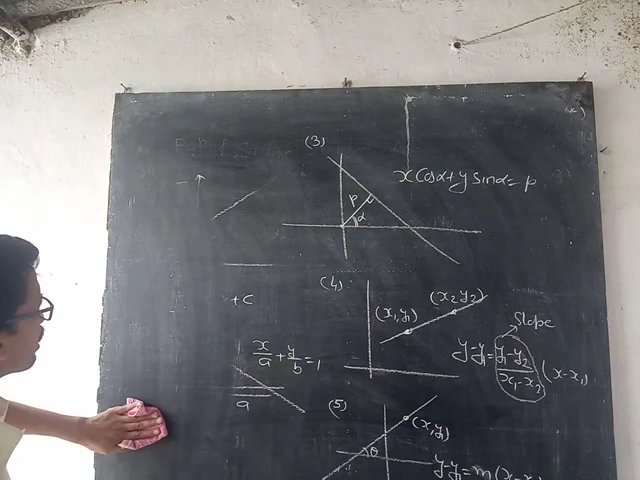 (3)
P
α
x Cosα + y Sinα = p
+ C
(4)
(x₁, y₁)
(x₂ y₂)
Slope
y - y₁ = y₁ - y₂ / x₁ - x₂ (x - x₁)
x/a + y/b = 1
a
(5)
(x, y)
θ
y - y₁ = m(x - x₁